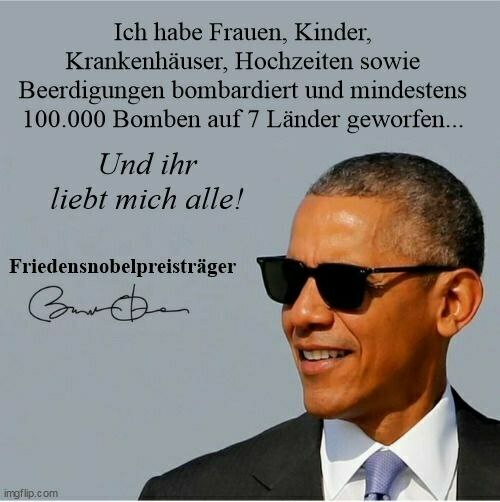 Ich habe Frauen, Kinder,
Krankenhäuser, Hochzeiten sowie
Beerdigungen bombardiert und mindestens
100.000 Bomben auf 7 Länder geworfen...
Und ihr
liebt mich alle!
Friedensnobelpreisträger
imgflip.com